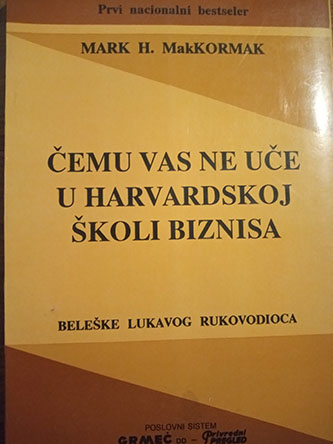 Prvi nacionalni bestseler
MARK H. MakKORMAK
ČEMU VAS NE UČE
U HARVARDSKOJ
ŠKOLI BIZNISA
BELEŠKE LUKAVOG RUKOVODIOCA
POSLOVNI SISTEM
GRMEČ DD - Privredni
PREGLED